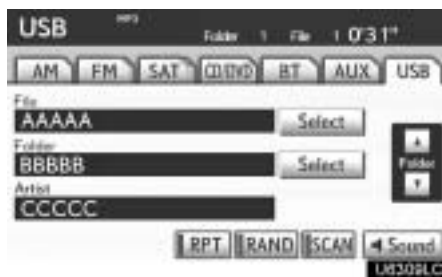 USB MP3 Folder 1 File 1 0'31"
AM FM SAT CD/DVD BT AUX USB
File
AAAAA Select
Folder
BBBBB Select
Folder
Artist
CCCCC
RPT RAND SCAN Sound
U6309LC